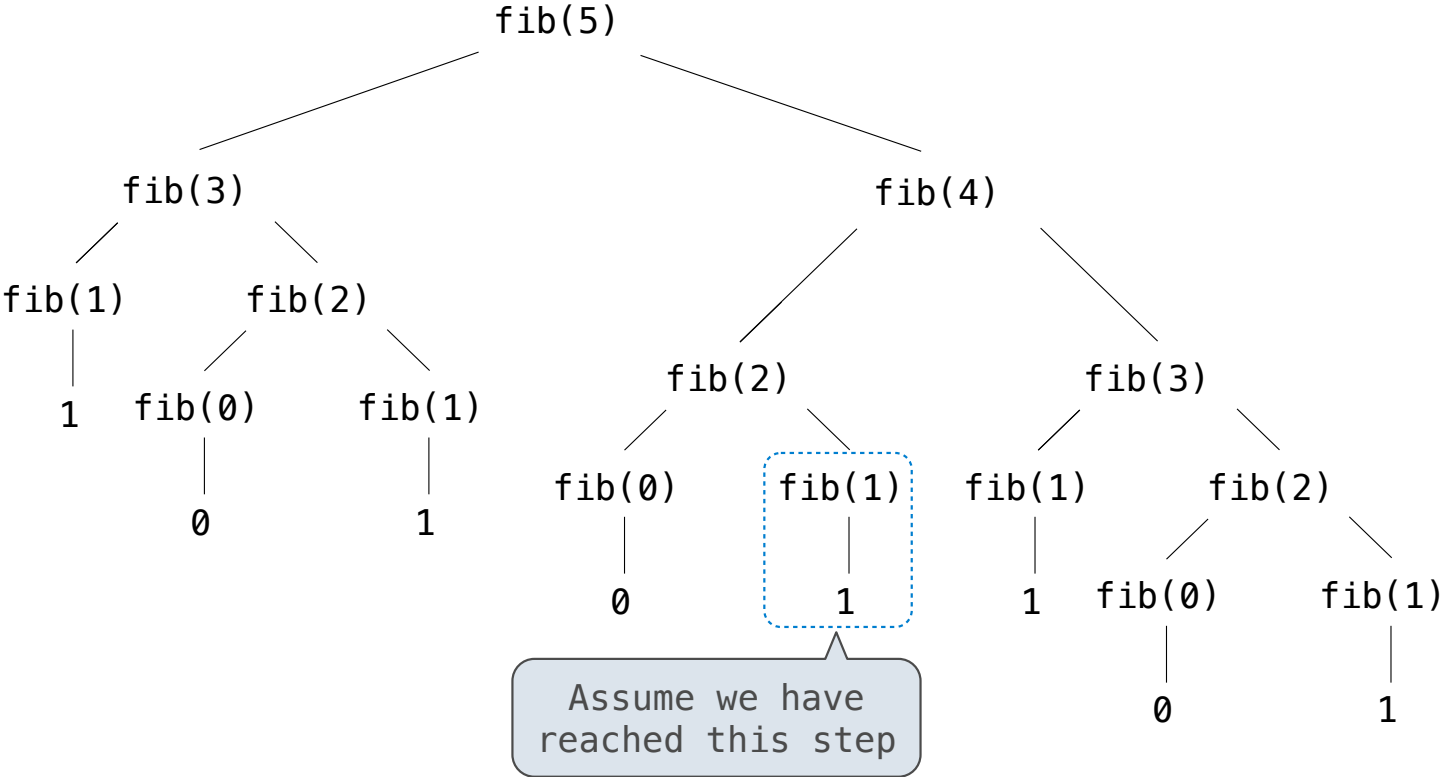 fib(5)
fib(3) fib(4)
fib(1) fib(2)
fib(2) fib(3)
1 fib(0) fib(1)
fib(0) fib(1) fib(1) fib(2)
0 1
0 1 1 fib(0) fib(1)
Assume we have
reached this step
0 1